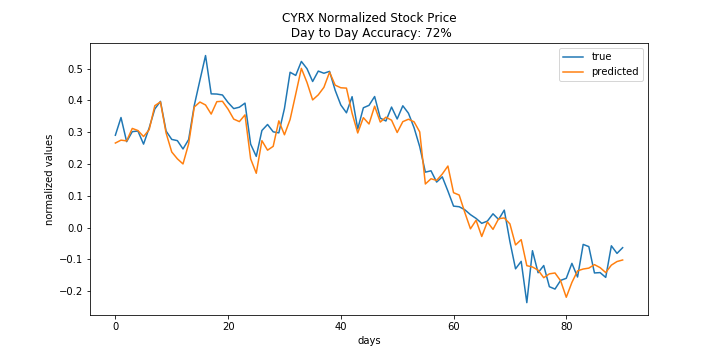 CYRX Normalized Stock Price
Day to Day Accuracy: 72%
true
predicted
normalized values
0.5
0.4
0.3
0.2
0.1
0.0
−0.1
−0.2
0
20
40
60
80
days